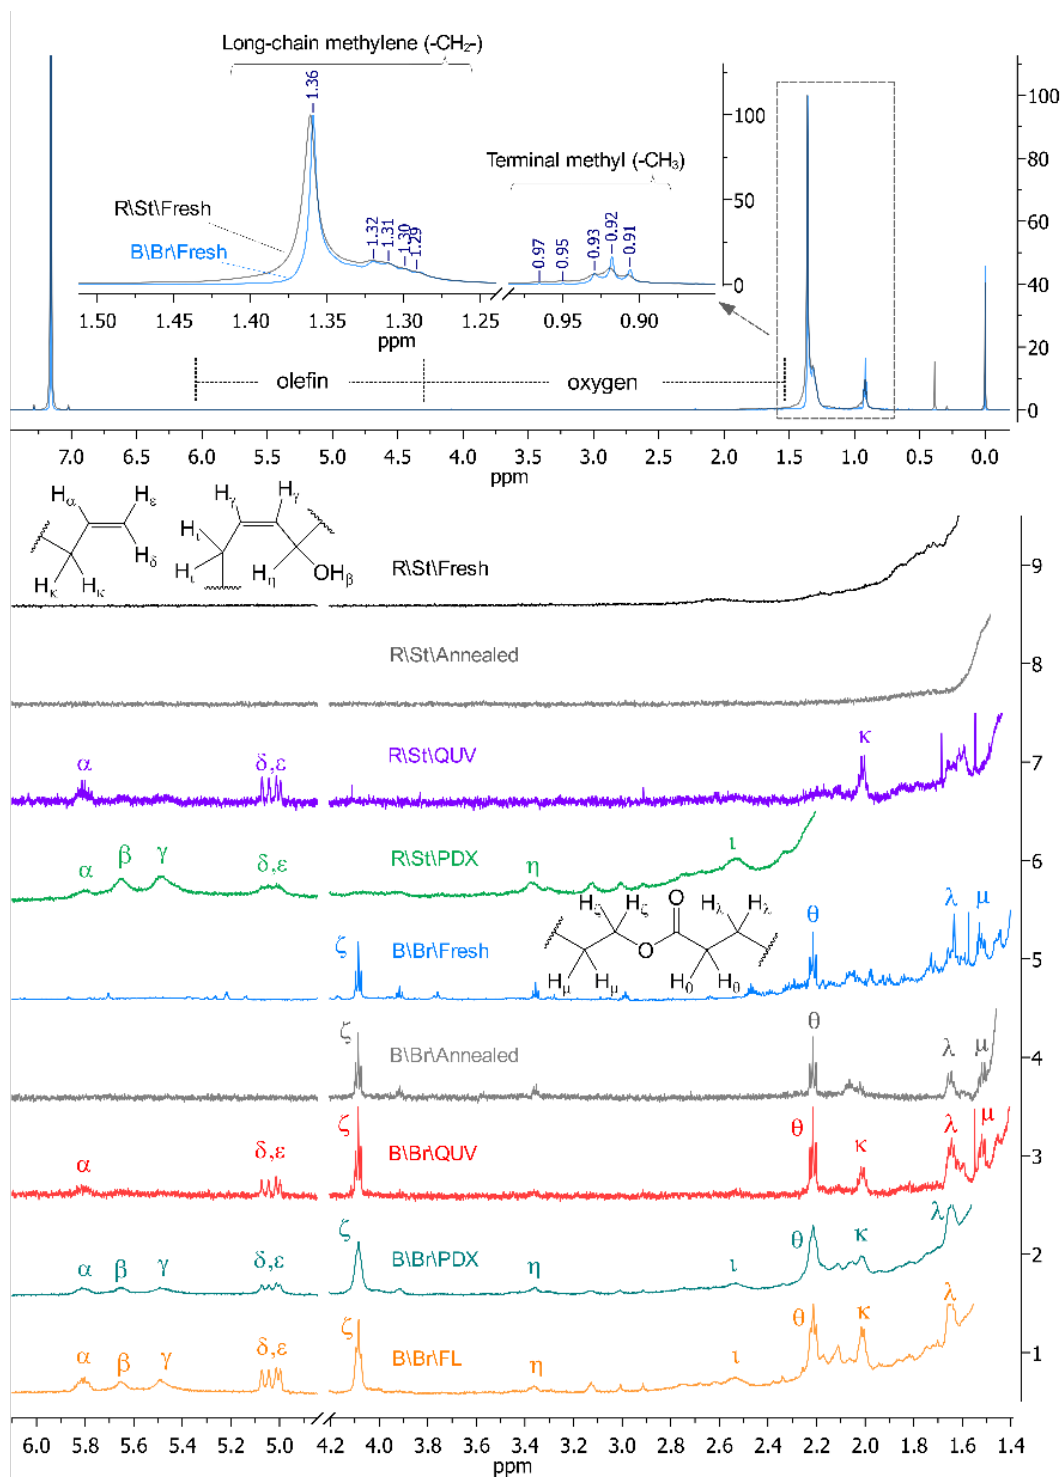 Long-chain methylene (-CH₂-)
1.36
100
100
Terminal methyl (-CH₃)
80
R\St\Fresh
50
60
1.32
1.31
1.30
1.29
0.97
0.95
0.93
0.92
0.91
B\Br\Fresh
0
40
1.50 1.45 1.40 1.35 1.30 1.25 0.95 0.90
ppm
20
olefin oxygen
0
7.0 6.5 6.0 5.5 5.0 4.5 4.0 3.5 3.0 2.5 2.0 1.5 1.0 0.5 0.0
ppm
Hα Hε Hδ Hκ Hκ
Hγ Hγ Hι Hι Hη OHβ
R\St\Fresh
9
R\St\Annealed
8
R\St\QUV
α δ,ε κ
7
R\St\PDX
α β γ δ,ε η ι
6
Hζ Hζ O Hλ Hλ
O
Hμ Hμ Hθ Hθ
B\Br\Fresh
ζ θ λ μ
5
B\Br\Annealed
ζ θ λ μ
4
B\Br\QUV
α δ,ε ζ θ κ λ μ
3
B\Br\PDX
α β γ δ,ε ζ η ι θ κ λ
2
B\Br\FL
α β γ δ,ε ζ η ι θ κ λ
1
6.0 5.8 5.6 5.4 5.2 5.0 4.2 4.0 3.8 3.6 3.4 3.2 3.0 2.8 2.6 2.4 2.2 2.0 1.8 1.6 1.4
ppm